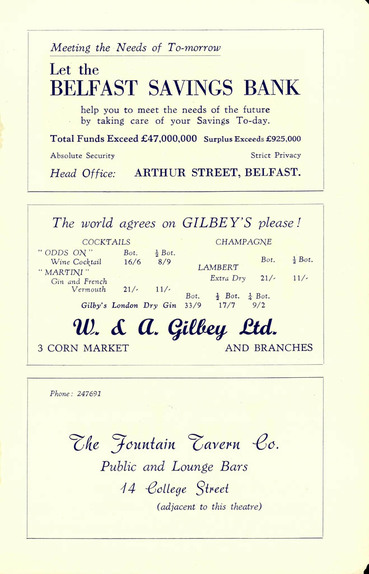 Meeting the Needs of To-morrow
Let the
BELFAST SAVINGS BANK
help you to meet the needs of the future
by taking care of your Savings To-day.
Total Funds Exceed £47,000,000 Surplus Exceeds £925,000
Absolute Security Strict Privacy
Head Office: ARTHUR STREET, BELFAST.
The world agrees on GILBEY'S please !
COCKTAILS
Bot. ½ Bot.
"ODDS ON"
Wine Cocktail 16/6 8/9
"MARTINI"
Gin and French
Vermouth 21/- 11/-
CHAMPAGNE
Bot. ½ Bot.
LAMBERT
Extra Dry 21/- 11/-
Bot. ½ Bot. ¼ Bot.
Gilby's London Dry Gin 33/9 17/7 9/2
W. & A. Gilbey Ltd.
3 CORN MARKET AND BRANCHES
Phone: 247691
The Fountain Tavern Co.
Public and Lounge Bars
14 College Street
(adjacent to this theatre)